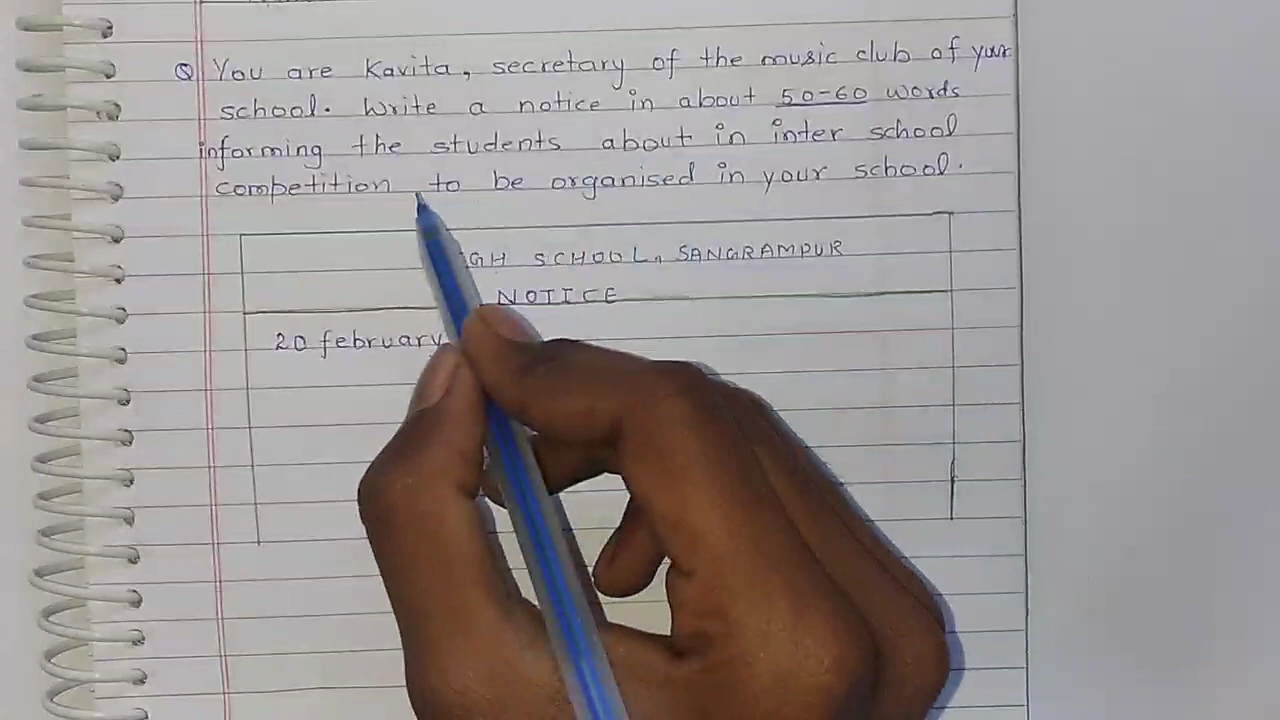 Q You are Kavita, secretary of the music club of your
school. Write a notice in about 50-60 words
informing the students about in inter school
competition to be organised in your school.
SCHOOL, SANGRAMPUR
NOTICE
20 february